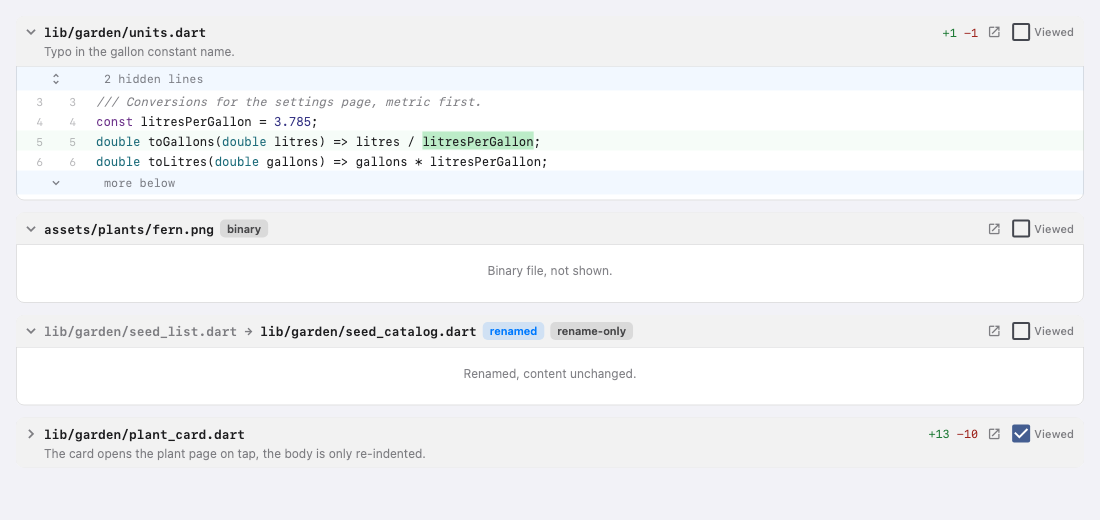 lib/garden/units.dart +1 −1 Viewed
Typo in the gallon constant name.
2 hidden lines
3 3 /// Conversions for the settings page, metric first.
4 4 const litresPerGallon = 3.785;
5 5 double toGallons(double litres) => litres / litresPerGallon;
6 6 double toLitres(double gallons) => gallons * litresPerGallon;
more below
assets/plants/fern.png binary Viewed
Binary file, not shown.
lib/garden/seed_list.dart → lib/garden/seed_catalog.dart renamed rename-only Viewed
Renamed, content unchanged.
lib/garden/plant_card.dart +13 −10 Viewed
The card opens the plant page on tap, the body is only re-indented.